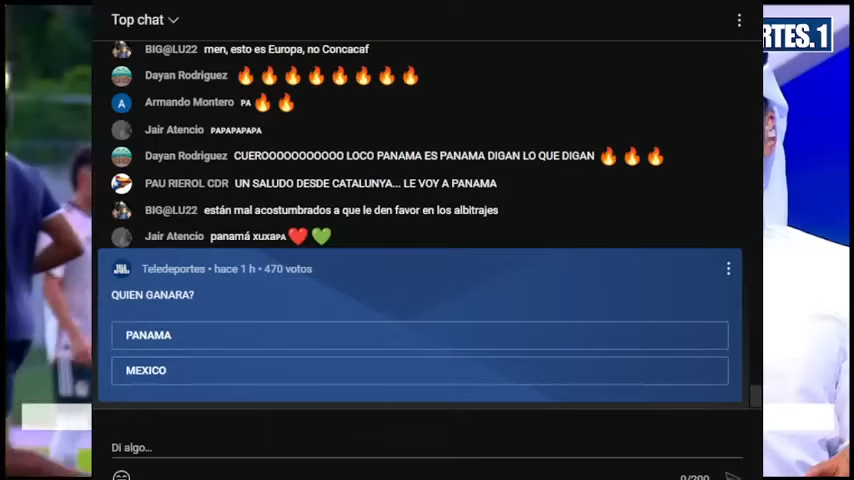 Top chat
RTES.1
BIG@LU22 men, esto es Europa, no Concacaf
Dayan Rodriguez 🔥🔥🔥🔥🔥🔥🔥🔥
A Armando Montero PA🔥🔥
Jair Atencio PAPAPAPAPA
Dayan Rodriguez CUEROOOOOOOOOOO LOCO PANAMA ES PANAMA DIGAN LO QUE DIGAN 🔥🔥🔥
PAU RIEROL CDR UN SALUDO DESDE CATALUNYA... LE VOY A PANAMA
BIG@LU22 están mal acostumbrados a que le den favor en los albitrajes
Jair Atencio panamá xuxaPA❤️💚
Teledeportes • hace 1 h • 470 votos
QUIEN GANARA?
PANAMA
MEXICO
Di algo...
0/200